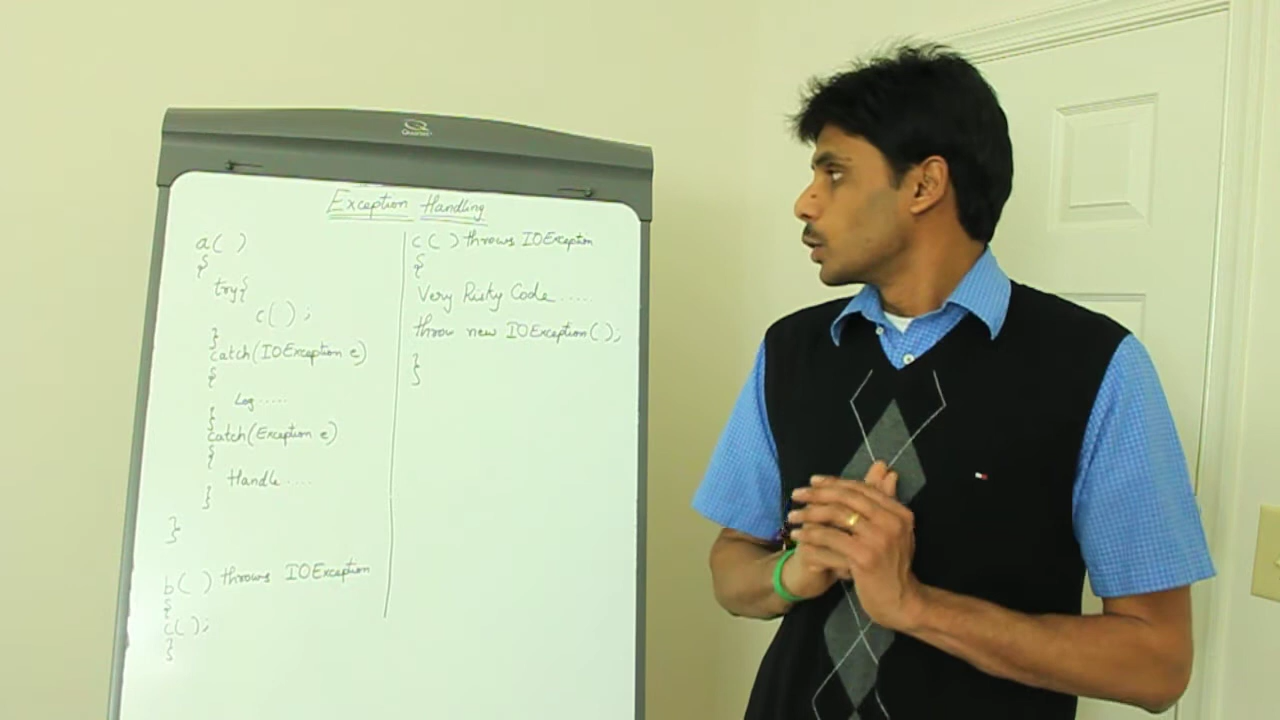 Quartet
Exception Handling
a( )
{
try{
c( );
}
catch(IOException e)
{
Log.....
}
catch(Exception e)
{
Handle....
}
}
b( ) throws IOException
{
c( );
}
c( ) throws IOException
{
Very Risky Code.....
throw new IOException( );
}